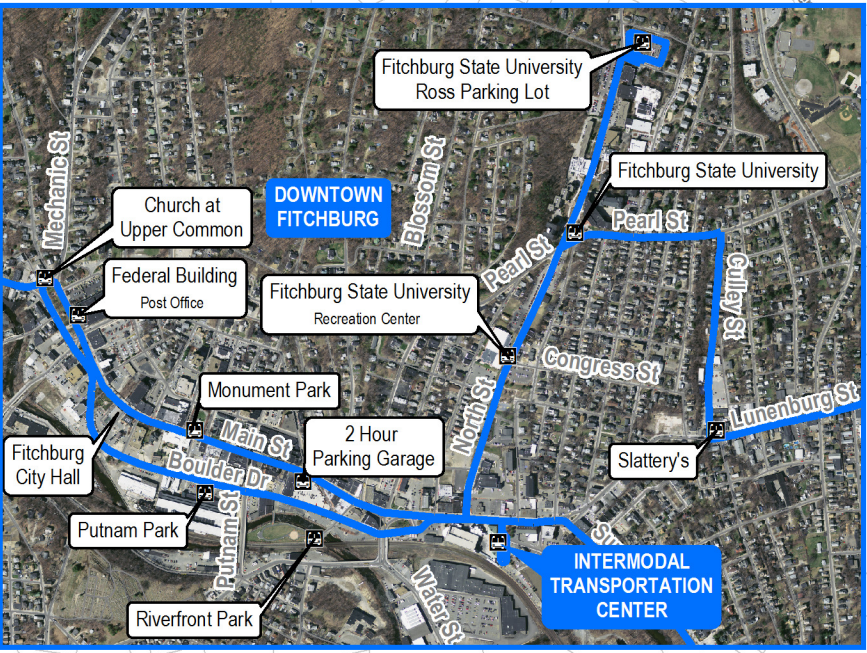 Fitchburg State University
Ross Parking Lot
Mechanic St
Church at
Upper Common
DOWNTOWN
FITCHBURG
Blossom St
Fitchburg State University
Pearl St
Pearl St
Culley St
Federal Building
Post Office
Fitchburg State University
Recreation Center
Congress St
North St
Monument Park
Lunenburg St
Main St
2 Hour
Parking Garage
Fitchburg
City Hall
Boulder Dr
Slattery's
Putnam Park
Putnam St
INTERMODAL
TRANSPORTATION
CENTER
Water St
Riverfront Park